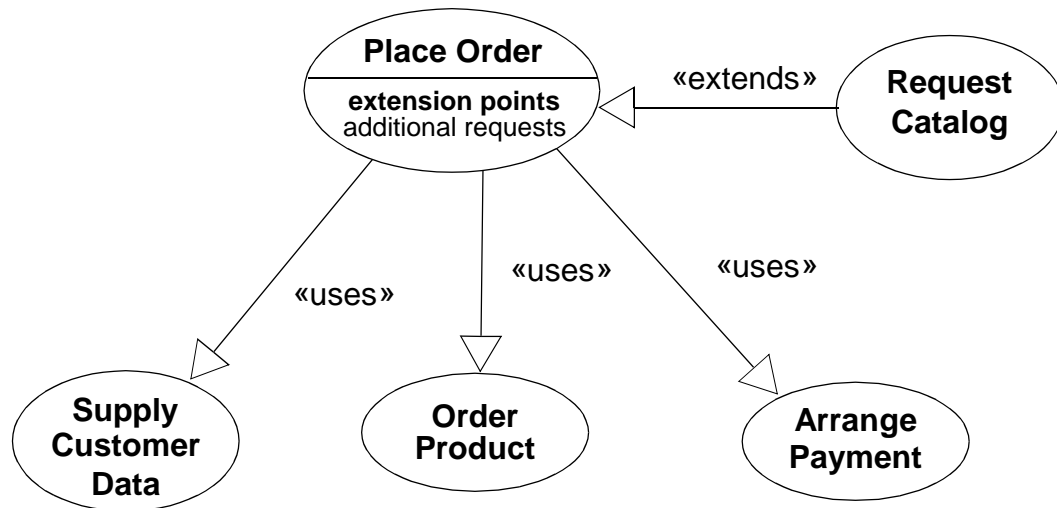 Place Order
extension points
additional requests
«extends»
Request
Catalog
«uses»
«uses»
«uses»
Supply
Customer
Data
Order
Product
Arrange
Payment